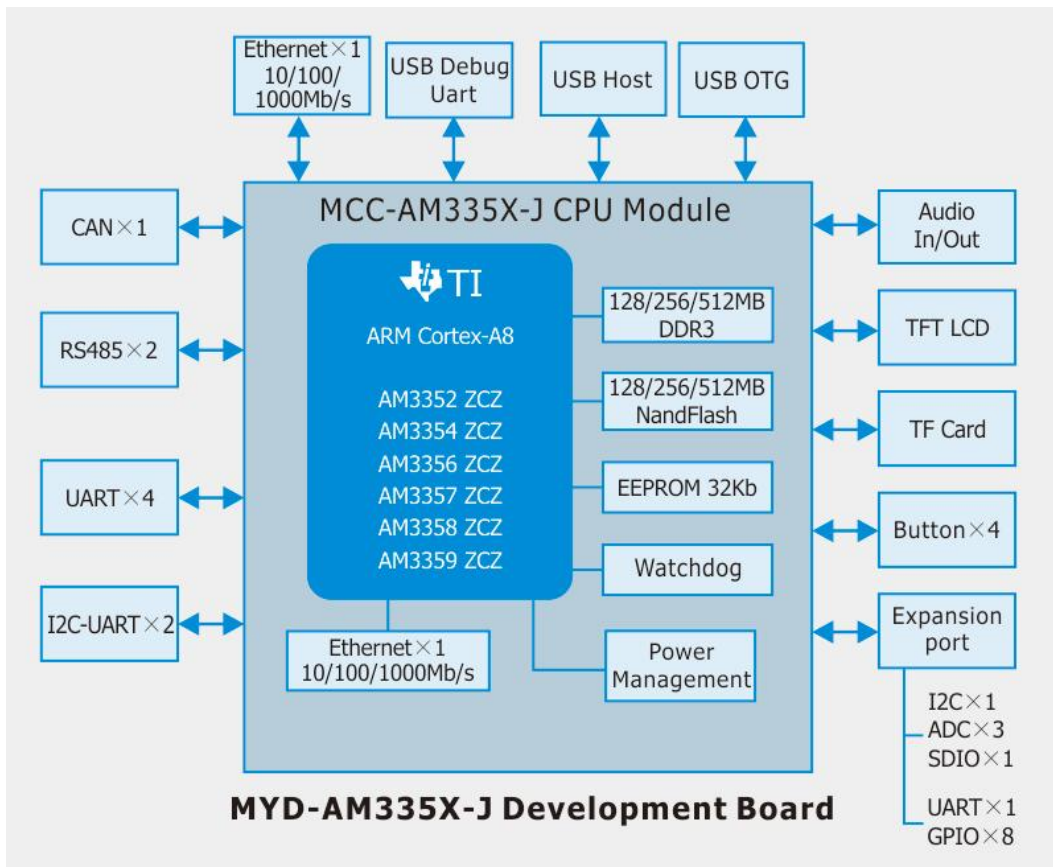 Ethernet×1
10/100/
1000Mb/s
USB Debug
Uart
USB Host
USB OTG
CAN×1
RS485×2
UART×4
I2C-UART×2
MCC-AM335X-J CPU Module
TI
ARM Cortex-A8
AM3352 ZCZ
AM3354 ZCZ
AM3356 ZCZ
AM3357 ZCZ
AM3358 ZCZ
AM3359 ZCZ
128/256/512MB
DDR3
128/256/512MB
NandFlash
EEPROM 32Kb
Watchdog
Power
Management
Ethernet×1
10/100/1000Mb/s
Audio
In/Out
TFT LCD
TF Card
Button×4
Expansion
port
I2C×1
ADC×3
SDIO×1
UART×1
GPIO×8
MYD-AM335X-J Development Board